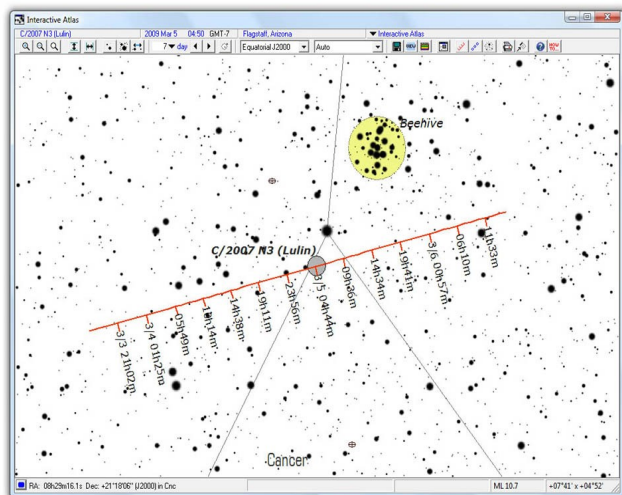 Interactive Atlas
C/2007 N3 (Lulin) 2009 Mar 5 04:50 GMT-7 Flagstaff, Arizona Interactive Atlas
7 day Equatorial J2000 Auto
Beehive
C/2007 N3 (Lulin)
3/3 21h02m
3/4 01h25m
05h49m
10h14m
14h38m
19h11m
23h56m
3/5 04h44m
09h36m
14h34m
19h41m
3/6 00h57m
06h10m
11h33m
Cancer
RA: 08h29m16.1s Dec: +21°18'06" (J2000) in Cnc ML 10.7 +07°41' x +04°52'